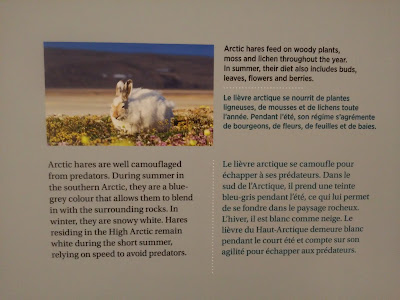 Arctic hares feed on woody plants,
moss and lichen throughout the year.
In summer, their diet also includes buds,
leaves, flowers and berries.
Le lièvre arctique se nourrit de plantes
ligneuses, de mousses et de lichens toute
l'année. Pendant l'été, son régime s'agrémente
de bourgeons, de fleurs, de feuilles et de baies.
Arctic hares are well camouflaged
from predators. During summer in
the southern Arctic, they are a blue-
grey colour that allows them to blend
in with the surrounding rocks. In
winter, they are snowy white. Hares
residing in the High Arctic remain
white during the short summer,
relying on speed to avoid predators.
Le lièvre arctique se camoufle pour
échapper à ses prédateurs. Dans le
sud de l'Arctique, il prend une teinte
bleu-gris pendant l'été, ce qui lui permet
de se fondre dans le paysage rocheux.
L'hiver, il est blanc comme neige. Le
lièvre du Haut-Arctique demeure blanc
pendant le court été et compte sur son
agilité pour échapper aux prédateurs.